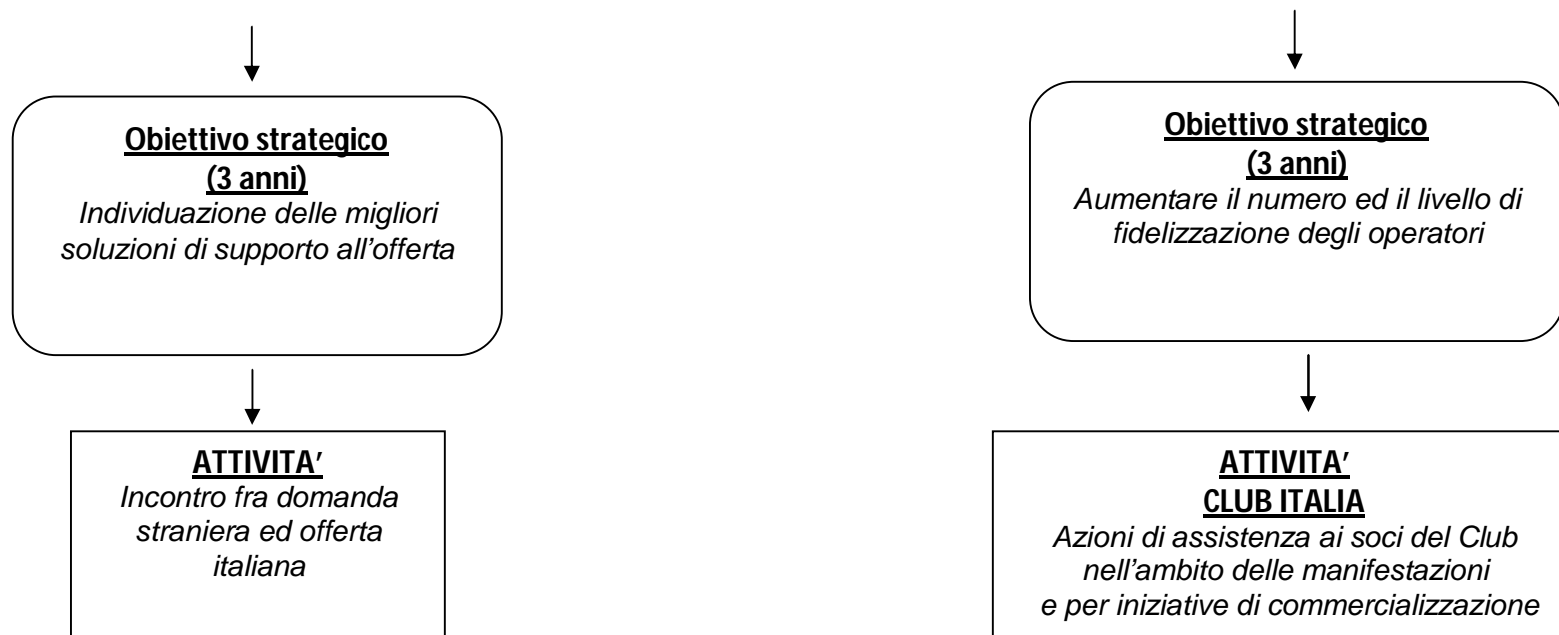 Obiettivo strategico
(3 anni)
Individuazione delle migliori
soluzioni di supporto all’offerta
Obiettivo strategico
(3 anni)
Aumentare il numero ed il livello di
fidelizzazione degli operatori
ATTIVITA’
Incontro fra domanda
straniera ed offerta
italiana
ATTIVITA’
CLUB ITALIA
Azioni di assistenza ai soci del Club
nell’ambito delle manifestazioni
e per iniziative di commercializzazione